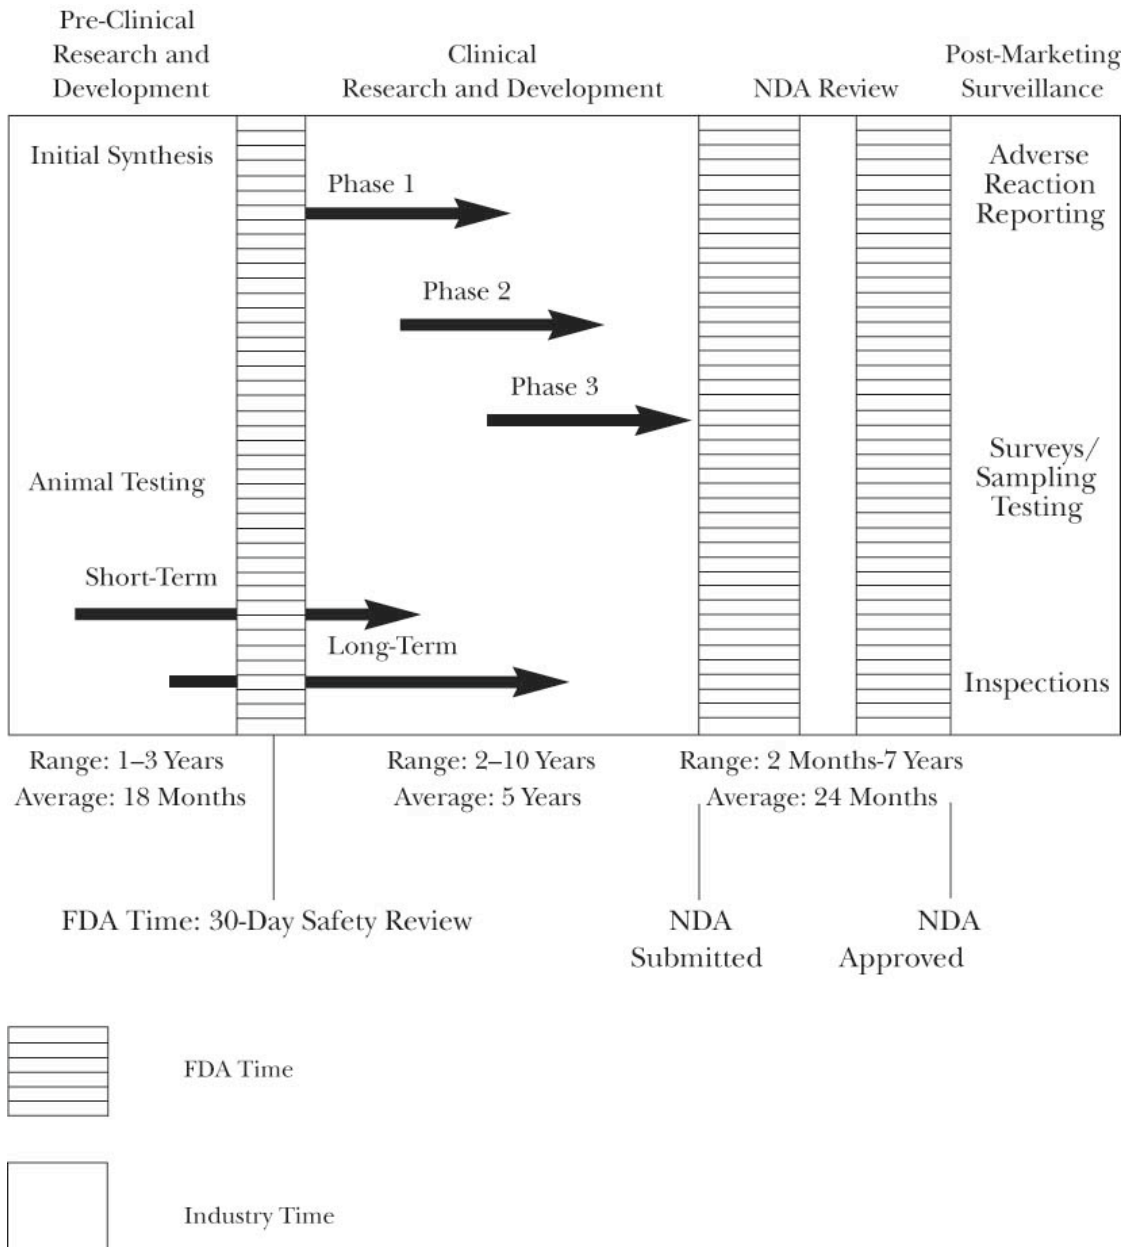 Pre-Clinical
Research and
Development
Clinical
Research and Development
NDA Review
Post-Marketing
Surveillance
Initial Synthesis
Phase 1
Phase 2
Phase 3
Animal Testing
Short-Term
Long-Term
Adverse
Reaction
Reporting
Surveys/
Sampling
Testing
Inspections
Range: 1–3 Years
Average: 18 Months
Range: 2–10 Years
Average: 5 Years
Range: 2 Months-7 Years
Average: 24 Months
FDA Time: 30-Day Safety Review
NDA
Submitted
NDA
Approved
FDA Time
Industry Time